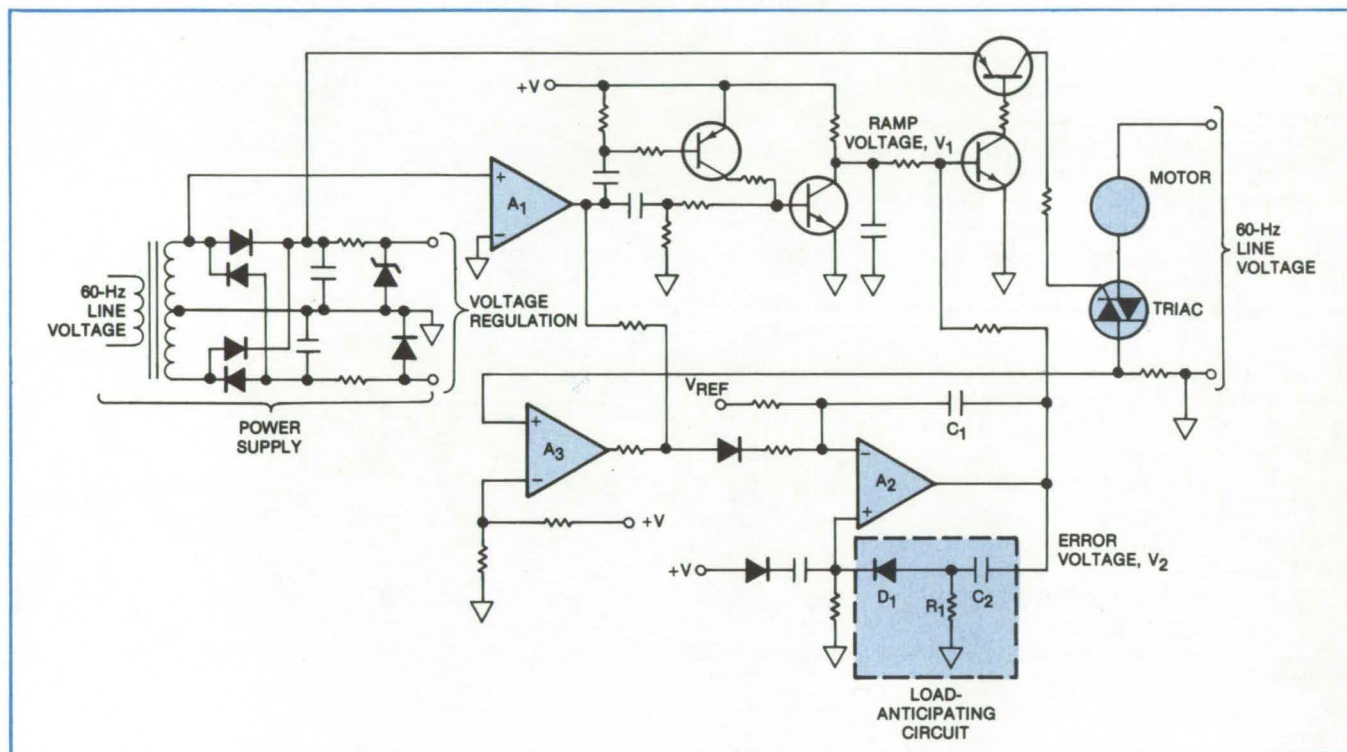 +V
RAMP
VOLTAGE, V1
A1
MOTOR
60-Hz
LINE
VOLTAGE
60-Hz
LINE
VOLTAGE
VOLTAGE
REGULATION
TRIAC
POWER
SUPPLY
VREF
C1
A3
A2
+V
ERROR
VOLTAGE, V2
+V
D1
R1
C2
LOAD-
ANTICIPATING
CIRCUIT